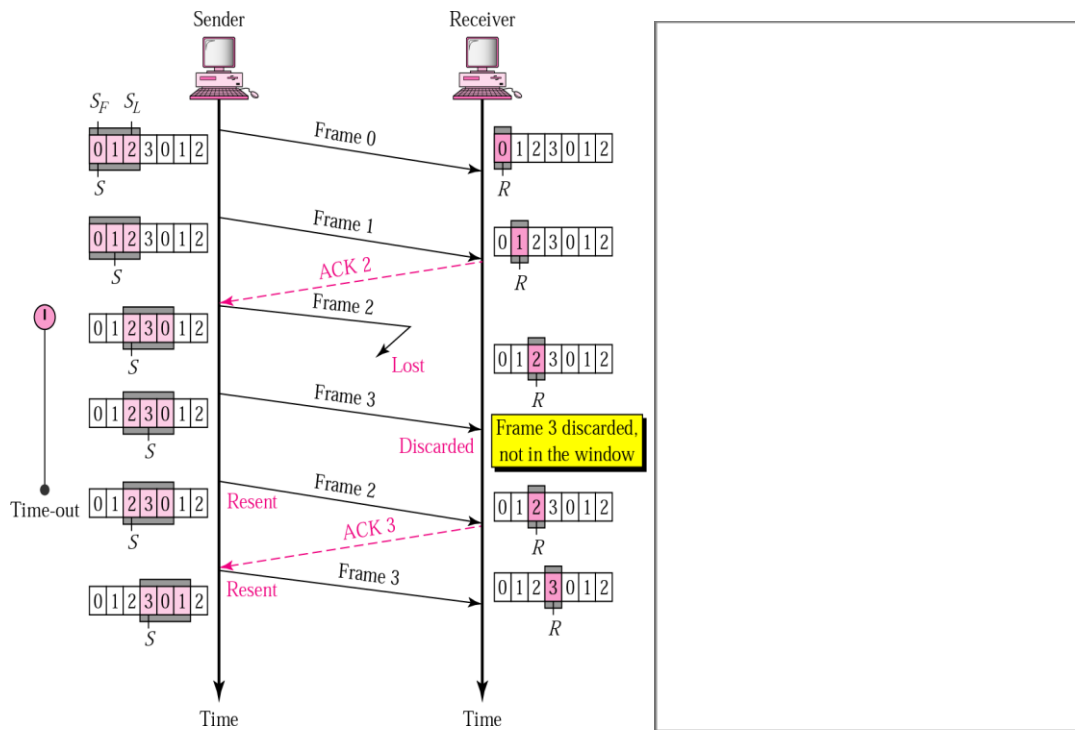 Sender
Receiver
S_F S_L
0 1 2 3 0 1 2
S
Frame 0
0 1 2 3 0 1 2
R
0 1 2 3 0 1 2
S
Frame 1
0 1 2 3 0 1 2
R
ACK 2
0 1 2 3 0 1 2
S
Frame 2
Lost
0 1 2 3 0 1 2
R
0 1 2 3 0 1 2
S
Frame 3
Discarded
Frame 3 discarded,
not in the window
Time-out
0 1 2 3 0 1 2
S
Resent
Frame 2
0 1 2 3 0 1 2
R
ACK 3
0 1 2 3 0 1 2
S
Resent
Frame 3
0 1 2 3 0 1 2
R
Time
Time